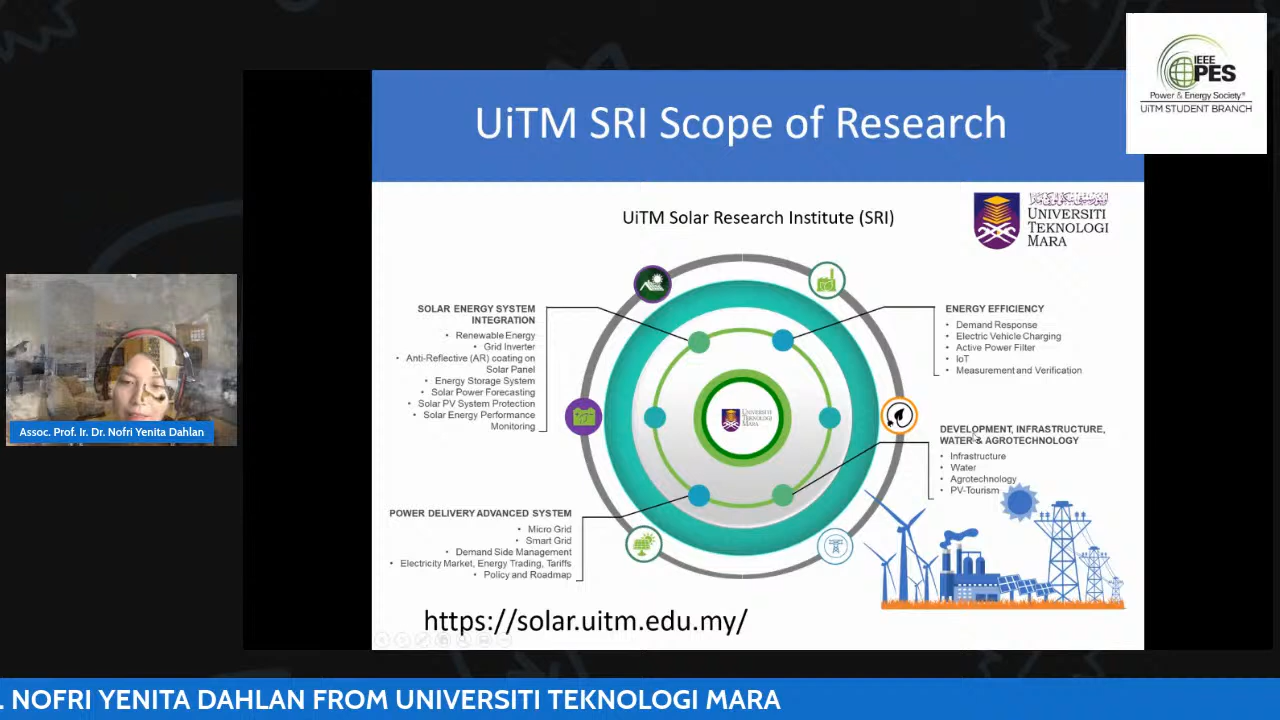 UiTM SRI Scope of Research
IEEE
PES
Power & Energy Society®
UiTM STUDENT BRANCH
UiTM Solar Research Institute (SRI)
UNIVERSITI
TEKNOLOGI
MARA
SOLAR ENERGY SYSTEM
INTEGRATION
• Renewable Energy
• Grid Inverter
• Anti-Reflective (AR) coating on
Solar Panel
• Energy Storage System
• Solar Power Forecasting
• Solar PV System Protection
• Solar Energy Performance
Monitoring
ENERGY EFFICIENCY
• Demand Response
• Electric Vehicle Charging
• Active Power Filter
• IoT
• Measurement and Verification
UNIVERSITI
TEKNOLOGI
MARA
DEVELOPMENT, INFRASTRUCTURE,
WATER & AGROTECHNOLOGY
• Infrastructure
• Water
• Agrotechnology
• PV-Tourism
POWER DELIVERY ADVANCED SYSTEM
• Micro Grid
• Smart Grid
• Demand Side Management
• Electricity Market, Energy Trading, Tariffs
• Policy and Roadmap
https://solar.uitm.edu.my/
Assoc. Prof. Ir. Dr. Nofri Yenita Dahlan
. NOFRI YENITA DAHLAN FROM UNIVERSITI TEKNOLOGI MARA